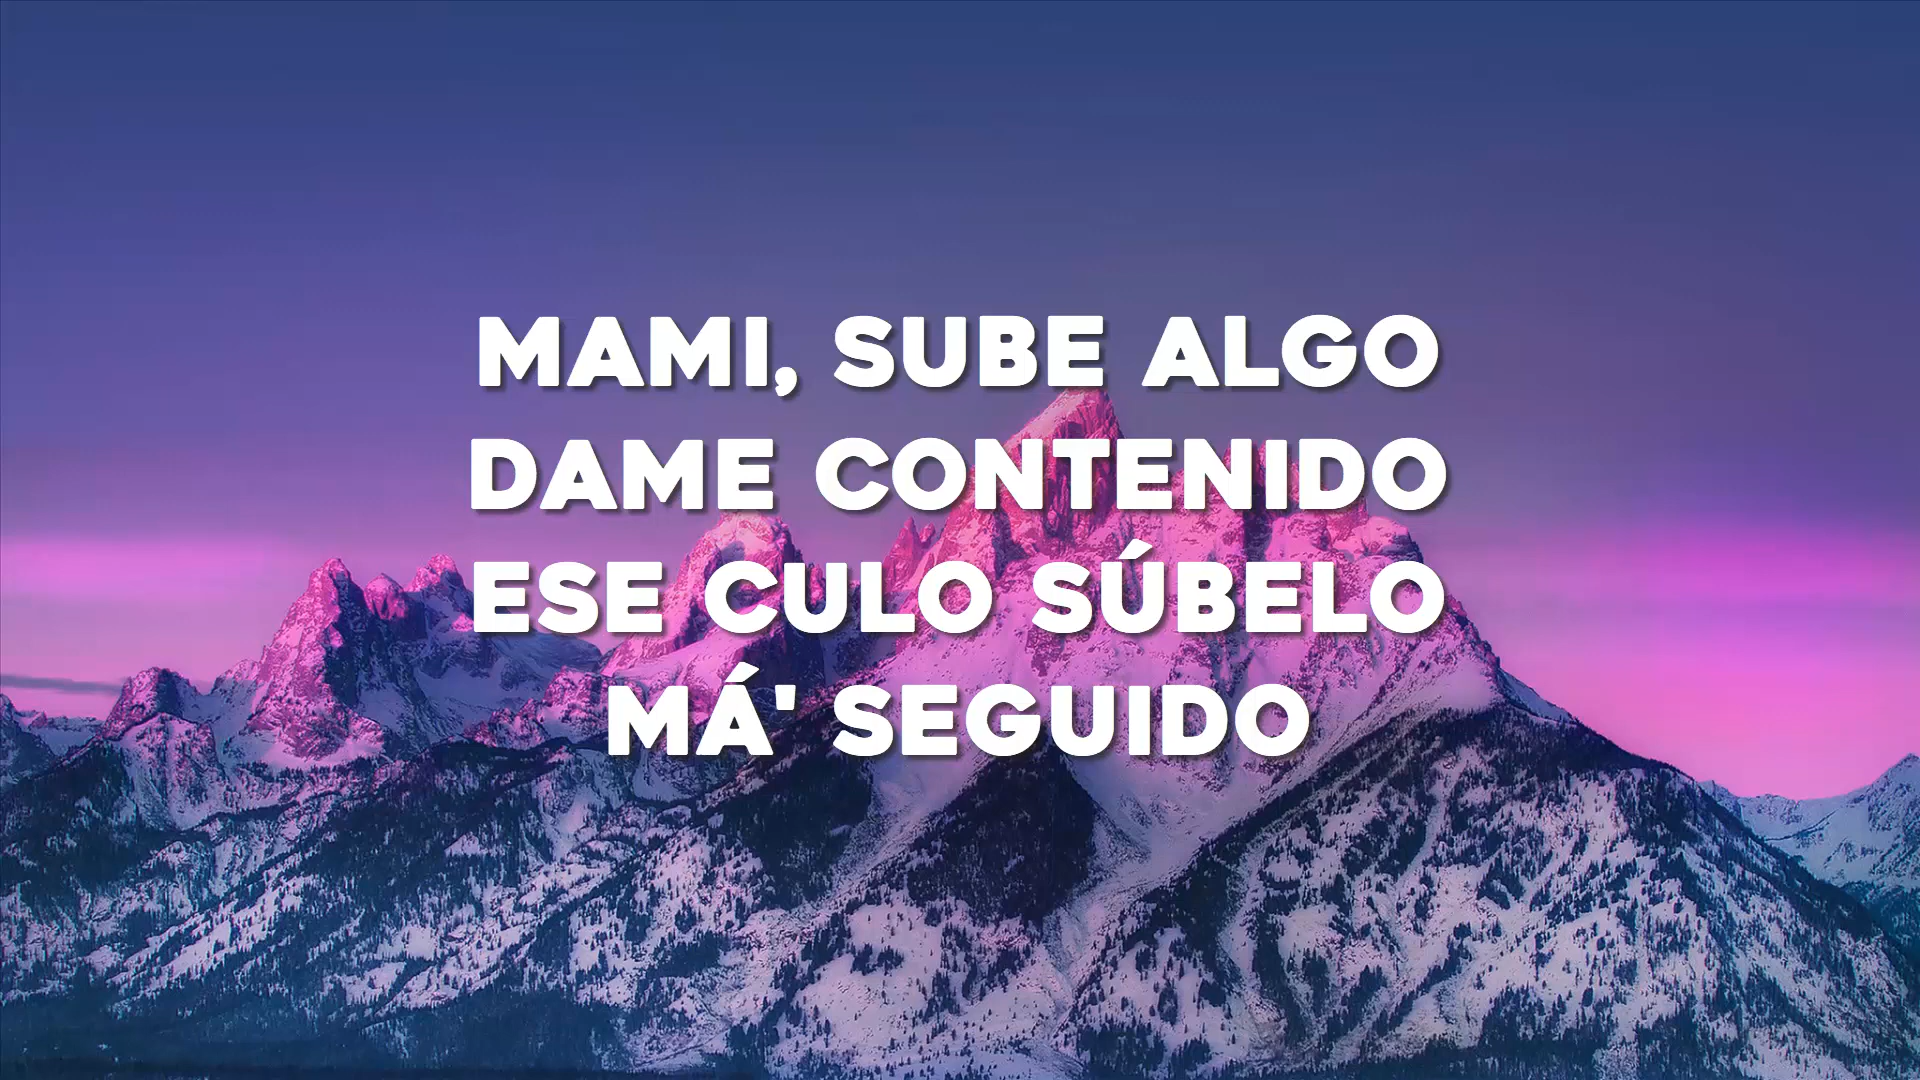 MAMI, SUBE ALGO
DAME CONTENIDO
ESE CULO SÚBELO
MÁ' SEGUIDO